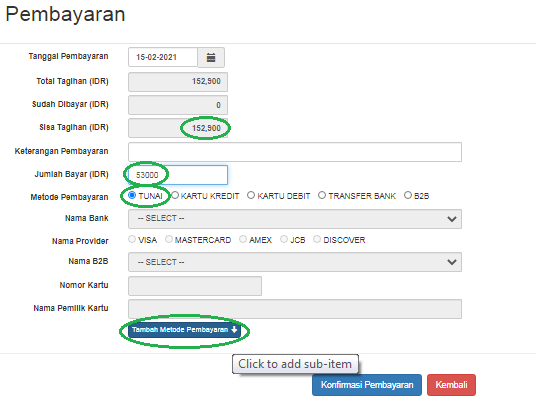 Pembayaran
Tanggal Pembayaran 15-02-2021
Total Tagihan (IDR) 152,900
Sudah Dibayar (IDR) 0
Sisa Tagihan (IDR) 152,900
Keterangan Pembayaran
Jumlah Bayar (IDR) 53000
Metode Pembayaran TUNAI KARTU KREDIT KARTU DEBIT TRANSFER BANK B2B
Nama Bank -- SELECT --
Nama Provider VISA MASTERCARD AMEX JCB DISCOVER
Nama B2B -- SELECT --
Nomor Kartu
Nama Pemilik Kartu
Tambah Metode Pembayaran
Click to add sub-item
Konfirmasi Pembayaran Kembali